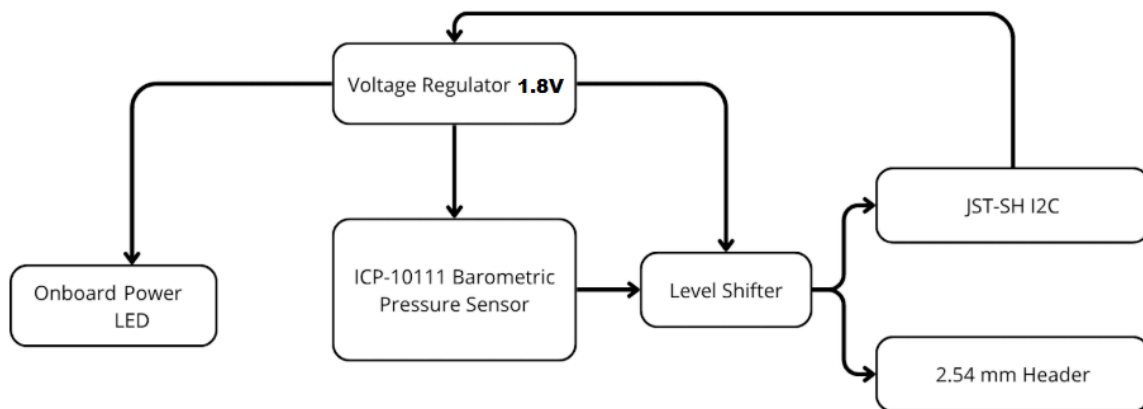 Voltage Regulator 1.8V
JST-SH I2C
ICP-10111 Barometric
Pressure Sensor
Level Shifter
Onboard Power
LED
2.54 mm Header